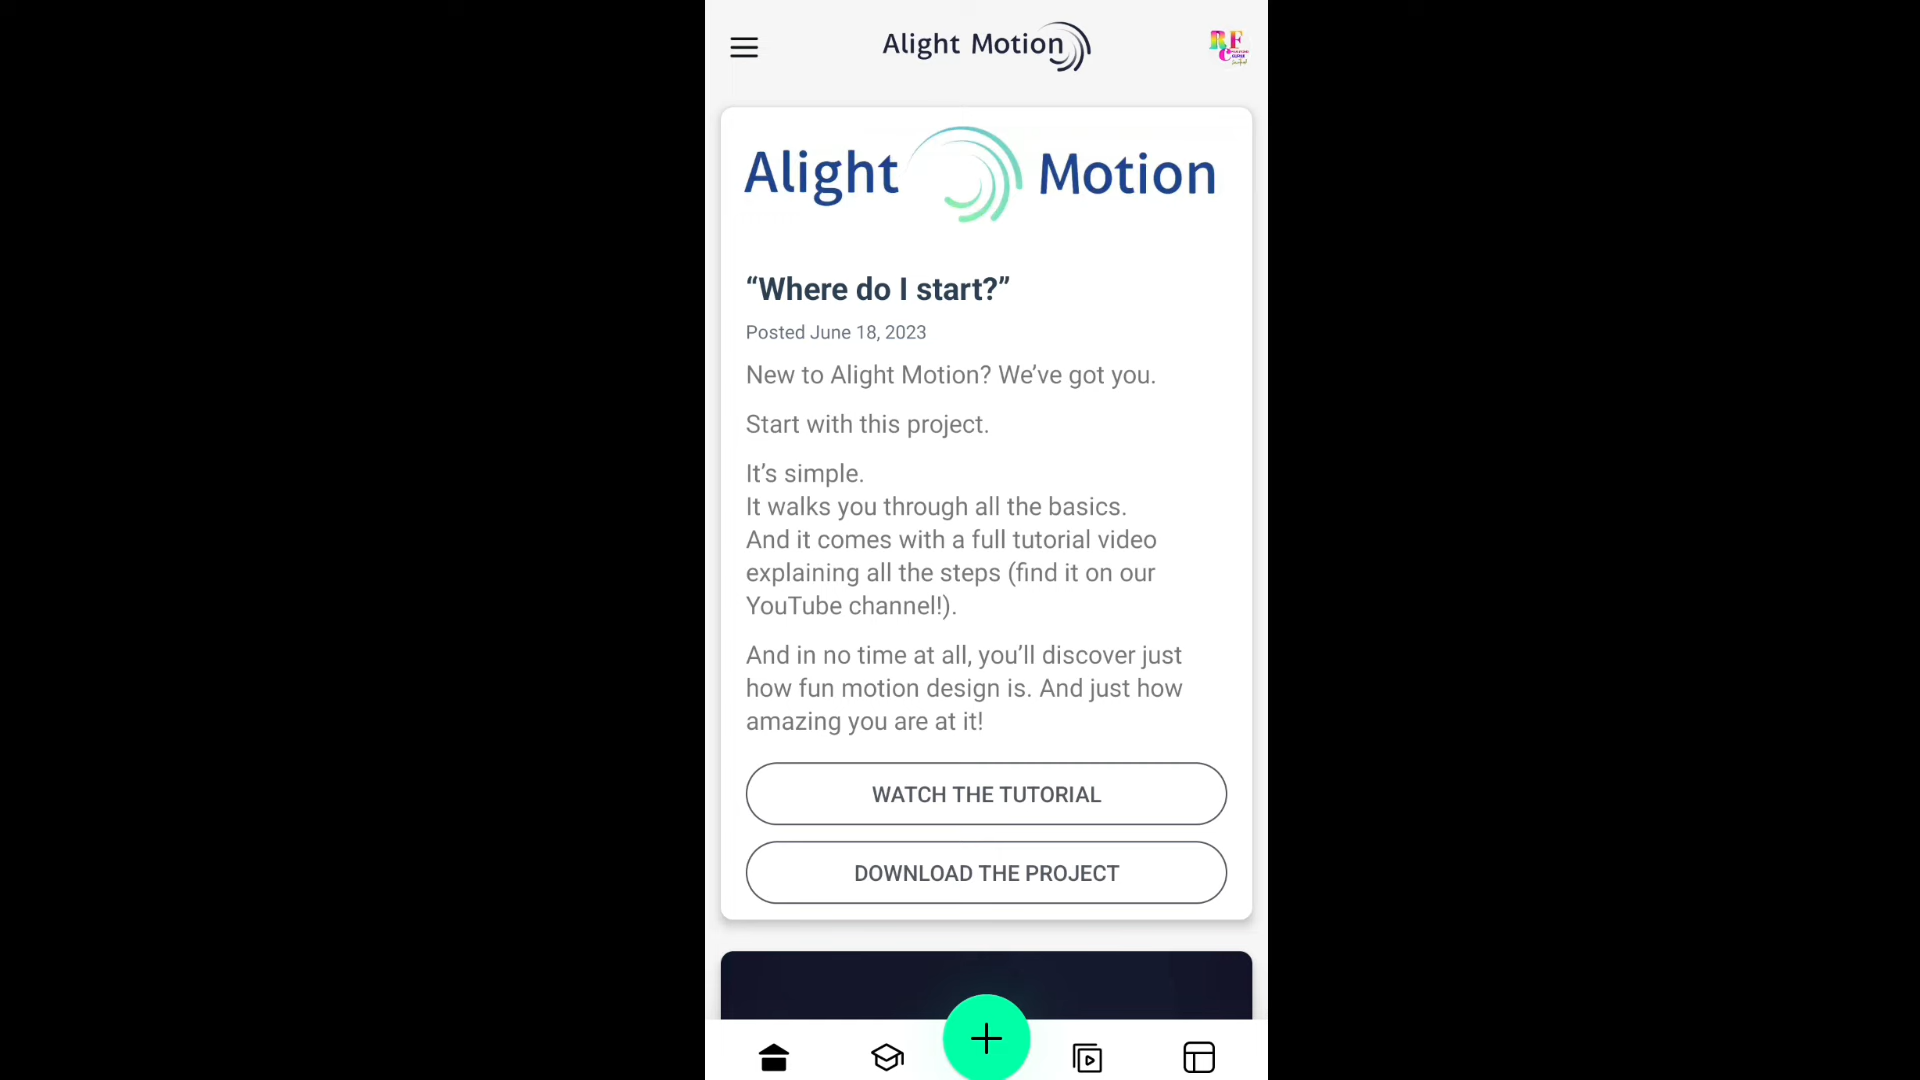 Alight Motion
RF
Alight Motion
“Where do I start?”
Posted June 18, 2023
New to Alight Motion? We’ve got you.
Start with this project.
It’s simple.
It walks you through all the basics.
And it comes with a full tutorial video
explaining all the steps (find it on our
YouTube channel!).
And in no time at all, you’ll discover just
how fun motion design is. And just how
amazing you are at it!
WATCH THE TUTORIAL
DOWNLOAD THE PROJECT